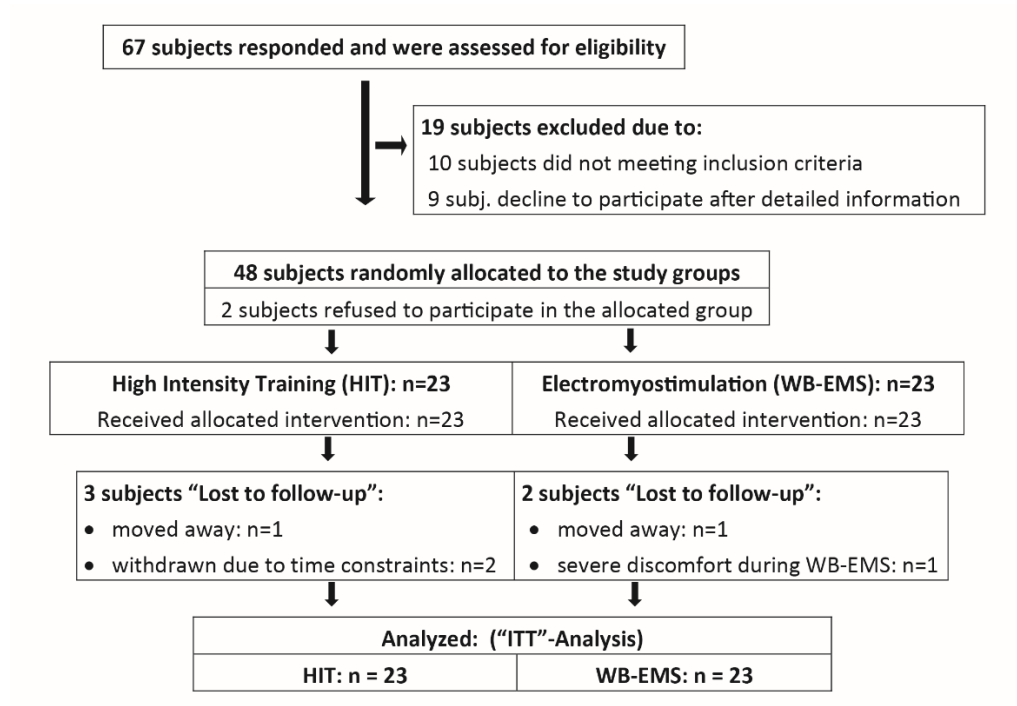 67 subjects responded and were assessed for eligibility
19 subjects excluded due to:
10 subjects did not meeting inclusion criteria
9 subj. decline to participate after detailed information
48 subjects randomly allocated to the study groups
2 subjects refused to participate in the allocated group
High Intensity Training (HIT): n=23
Received allocated intervention: n=23
Electromyostimulation (WB-EMS): n=23
Received allocated intervention: n=23
3 subjects “Lost to follow-up”:
• moved away: n=1
• withdrawn due to time constraints: n=2
2 subjects “Lost to follow-up”:
• moved away: n=1
• severe discomfort during WB-EMS: n=1
Analyzed: (“ITT”-Analysis)
HIT: n = 23
WB-EMS: n = 23